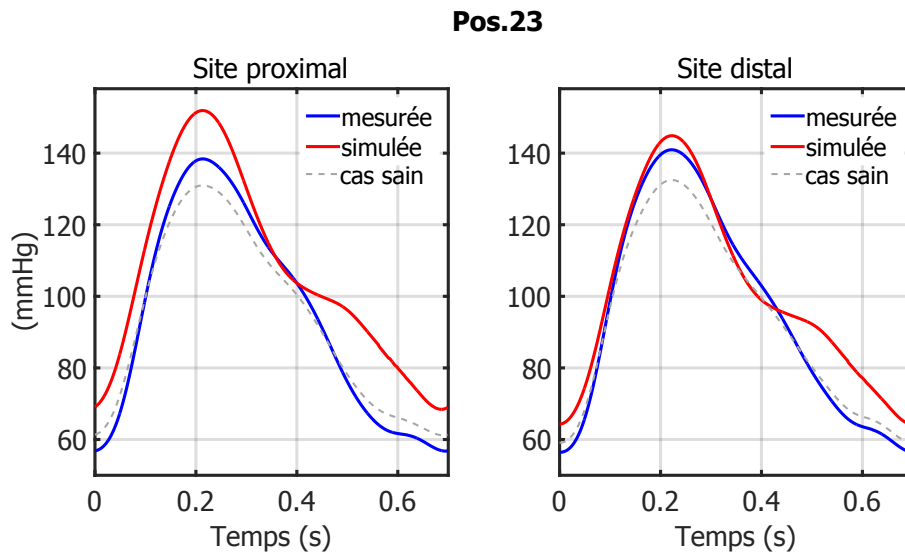 Pos.23
Site proximal
mesurée
simulée
cas sain
(mmHg)
140
120
100
80
60
0
0.2
0.4
0.6
Temps (s)
Site distal
mesurée
simulée
cas sain
140
120
100
80
60
0
0.2
0.4
0.6
Temps (s)